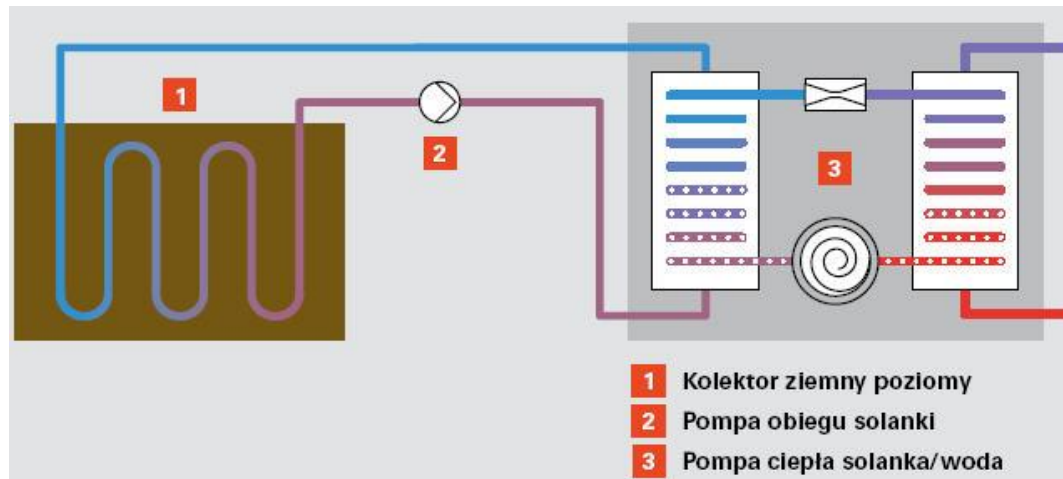 1
2
3
1 Kolektor ziemny poziomy
2 Pompa obiegu solanki
3 Pompa ciepła solanka/woda